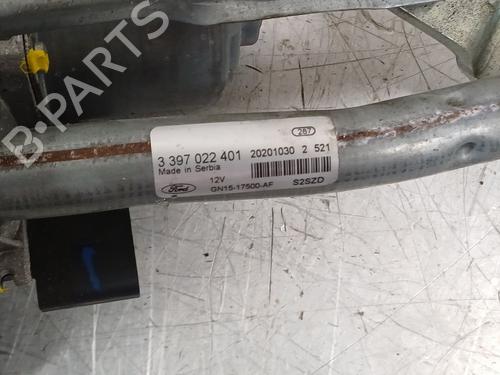 B-PARTS
287
3 397 022 401 20201030 2 521
Made in Serbia
12V
Ford GN15-17500-AF S2SZD